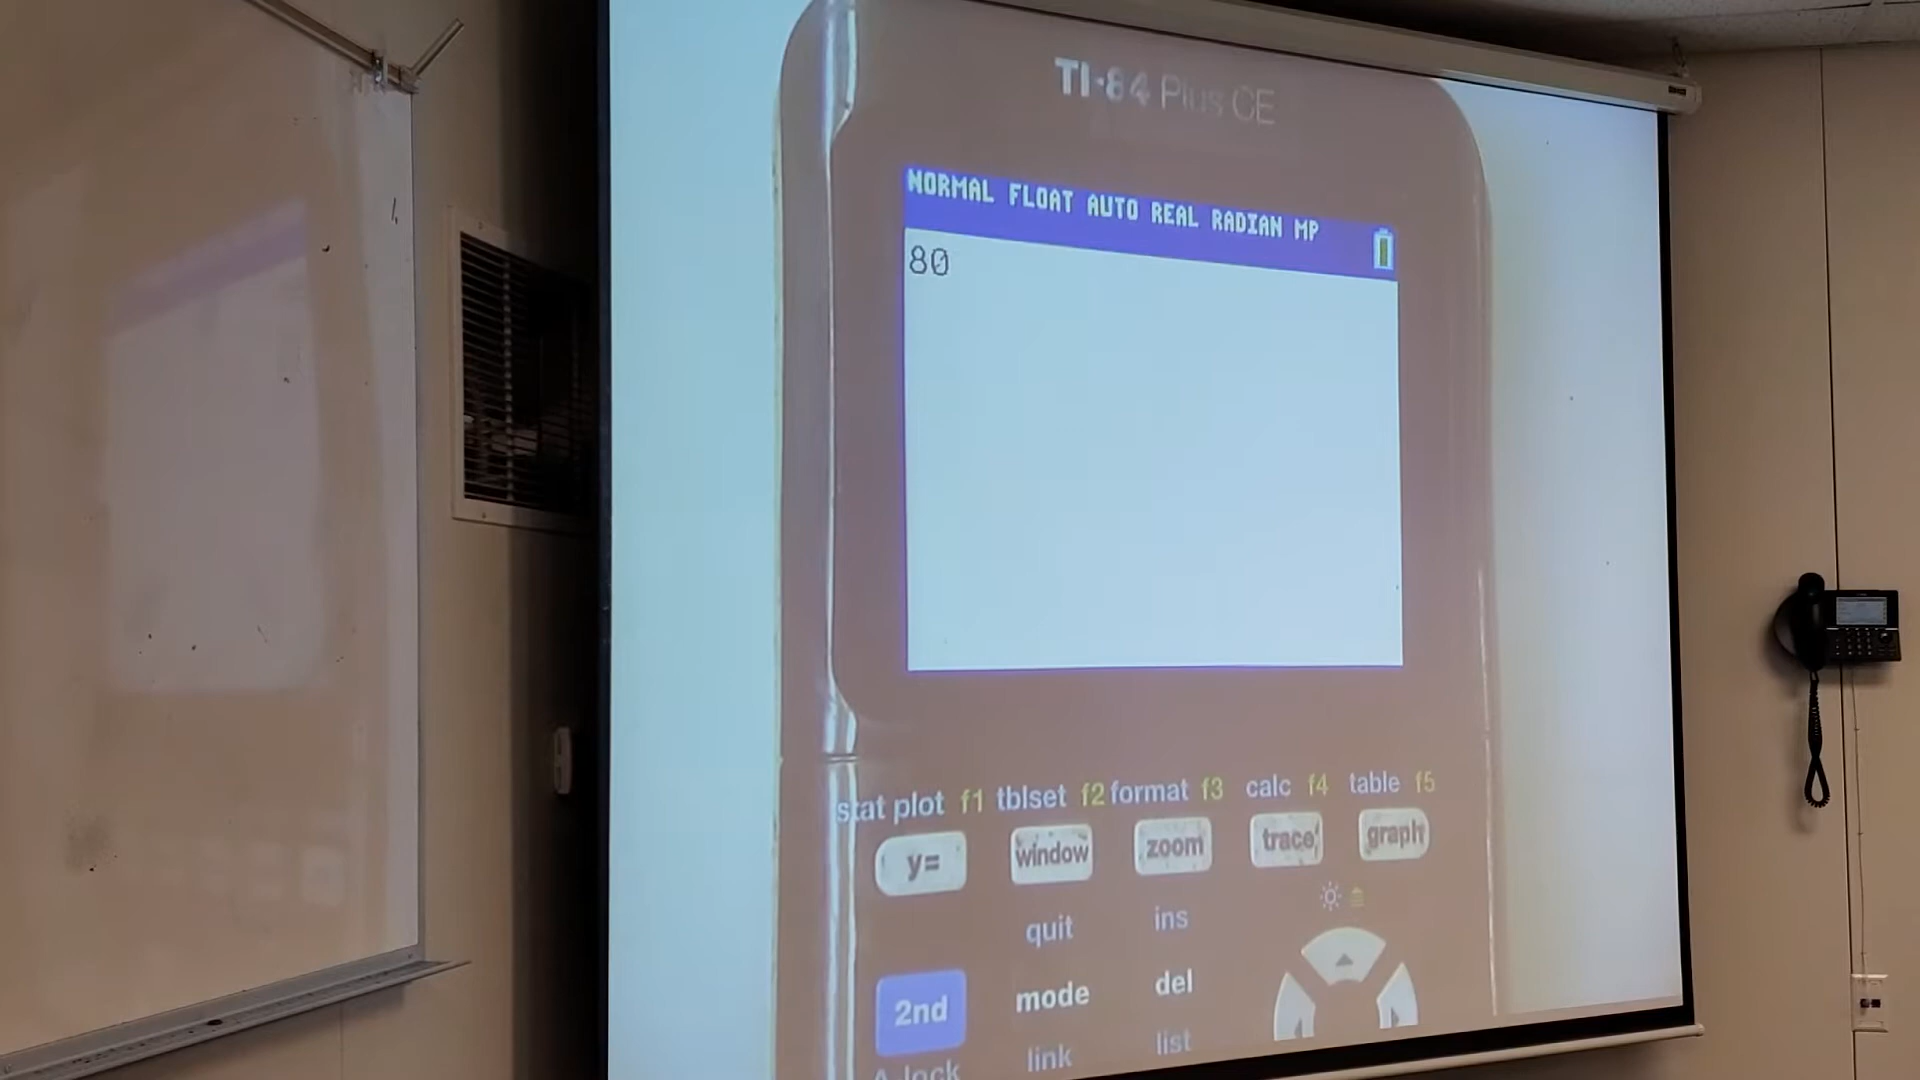 TI-84 Plus CE
NORMAL FLOAT AUTO REAL RADIAN MP
80
stat plot f1 tblset f2 format f3 calc f4 table f5
y= window zoom trace graph
quit ins
2nd mode del
A-lock link list